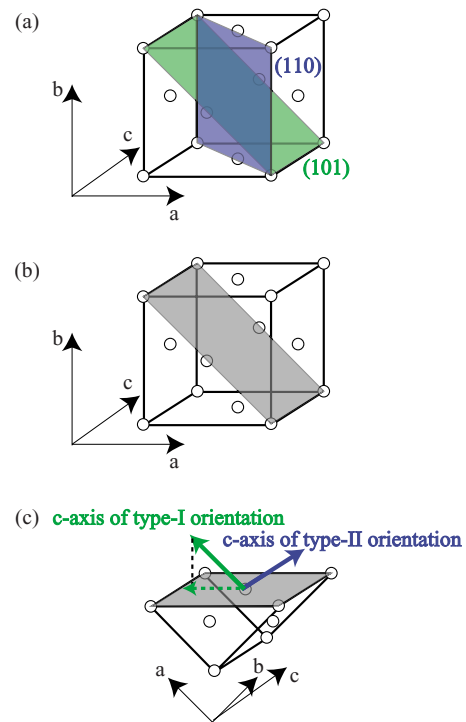 (a)
(110)
b
c
(101)
a
(b)
b
c
a
(c)
c-axis of type-I orientation
c-axis of type-II orientation
a
b
c